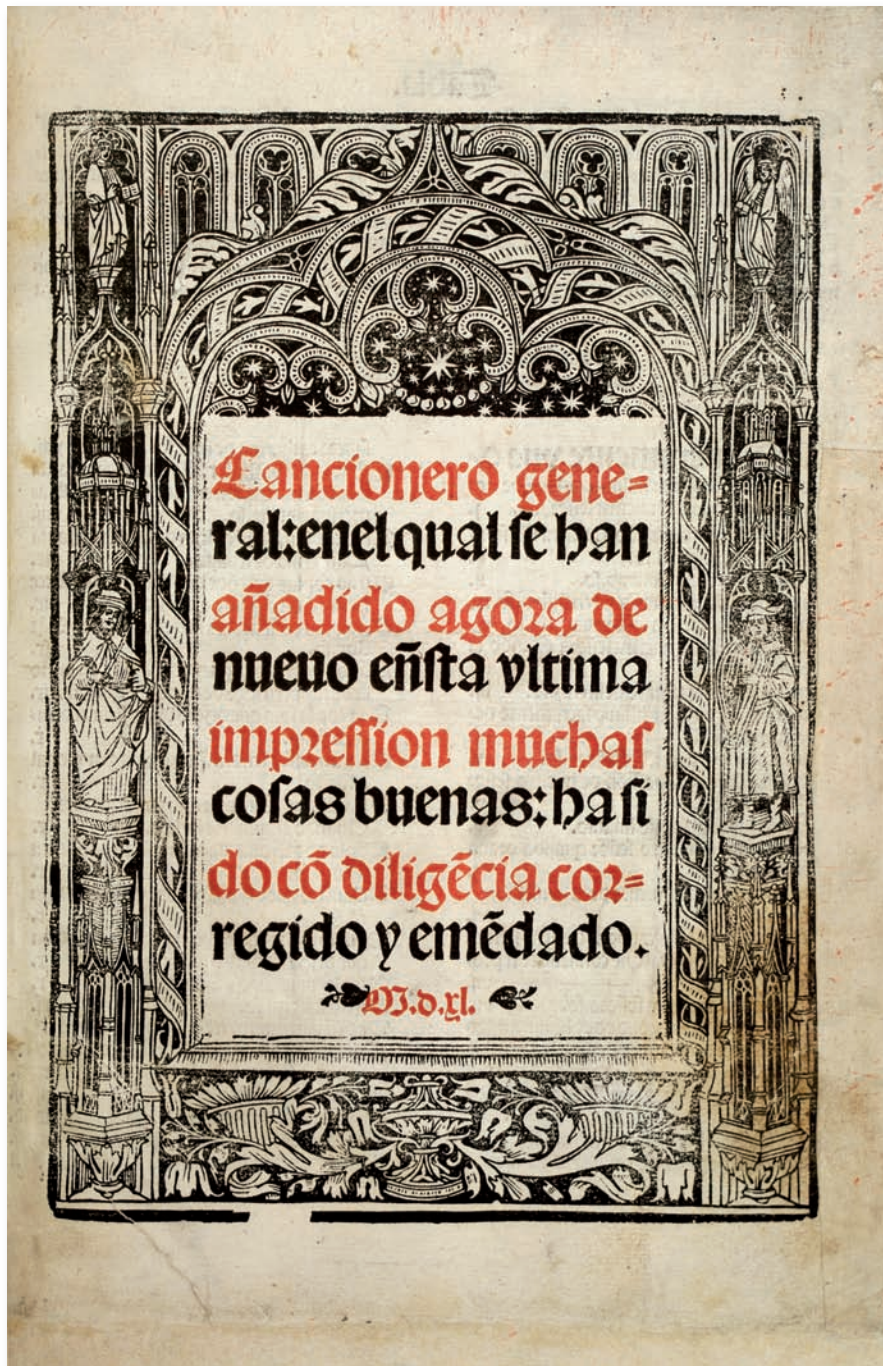 Cancionero gene=
ral:enel qual se han
añadido agora de
nueuo eñsta vltima
impression muchas
cosas buenas:ha si
do cõ diligẽcia cor=
regido y emẽdado.
M.d.xl.